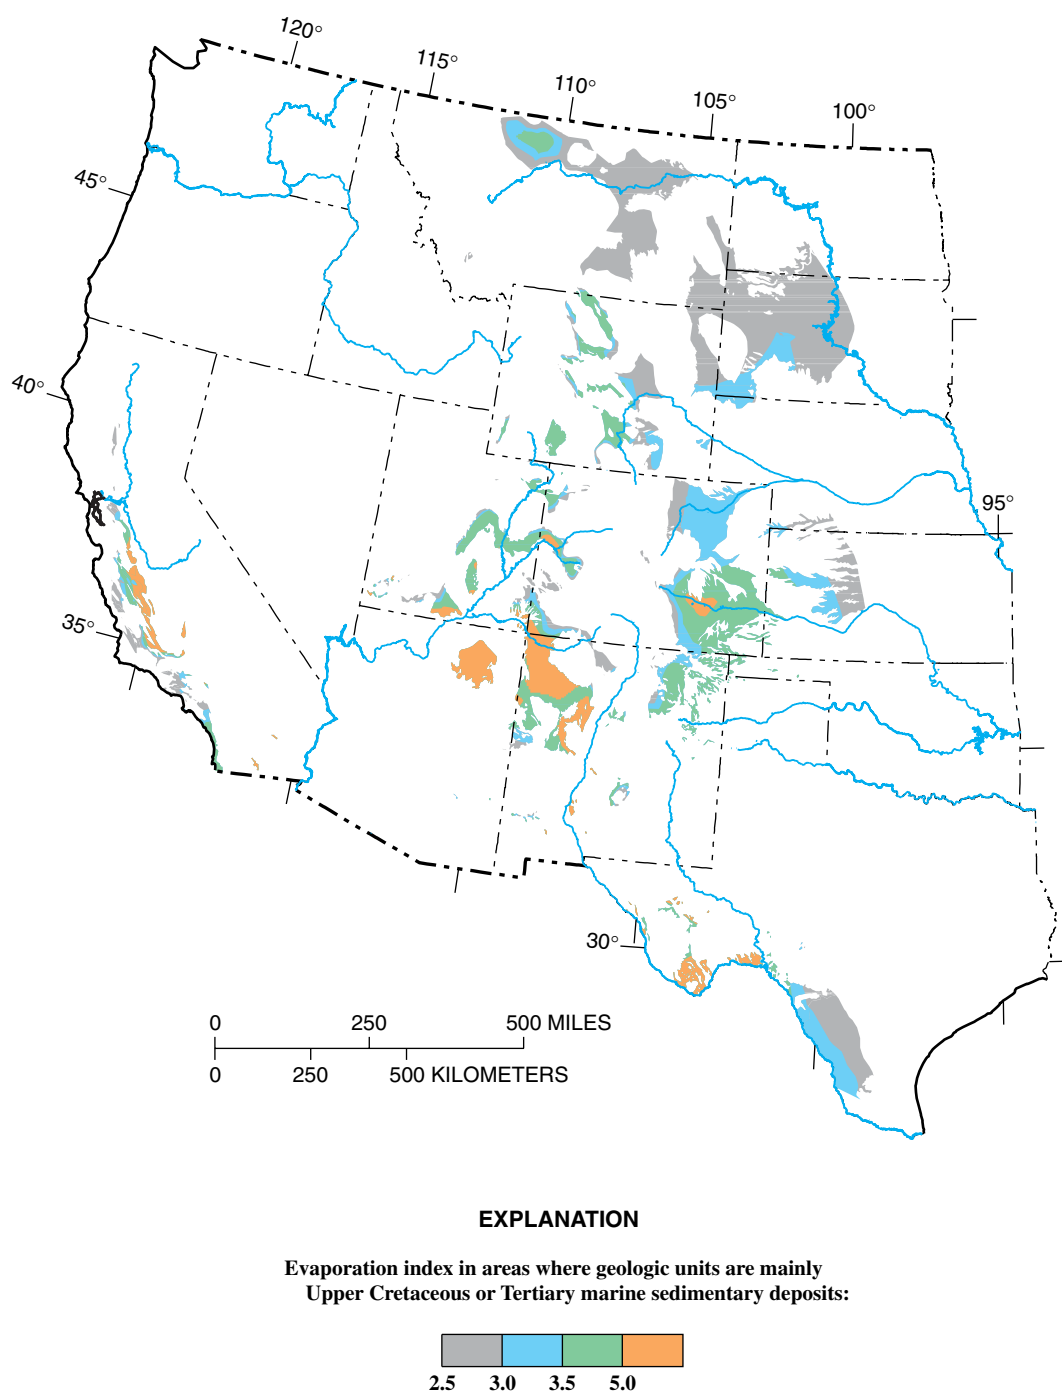 120°
115°
110°
105°
100°
45°
40°
95°
35°
30°
0 250 500 MILES
0 250 500 KILOMETERS
EXPLANATION
Evaporation index in areas where geologic units are mainly
Upper Cretaceous or Tertiary marine sedimentary deposits:
2.5 3.0 3.5 5.0